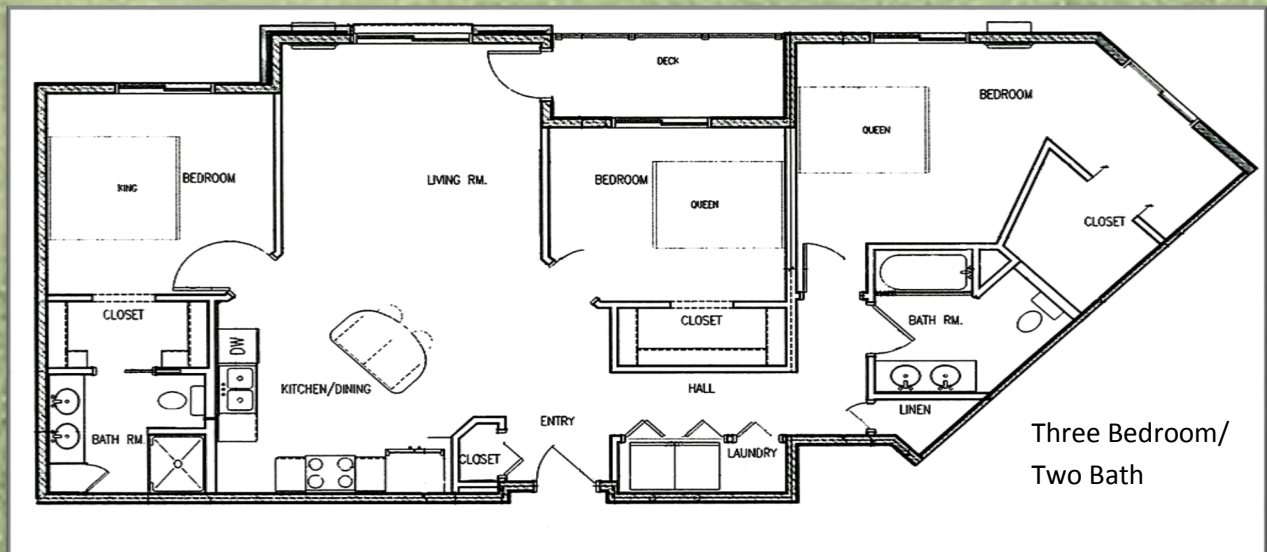 DECK
BEDROOM
QUEEN
KING
BEDROOM
LIVING RM.
BEDROOM
QUEEN
CLOSET
CLOSET
CLOSET
DW
BATH RM.
KITCHEN/DINING
HALL
LINEN
ENTRY
BATH RM.
CLOSET
LAUNDRY
Three Bedroom/
Two Bath